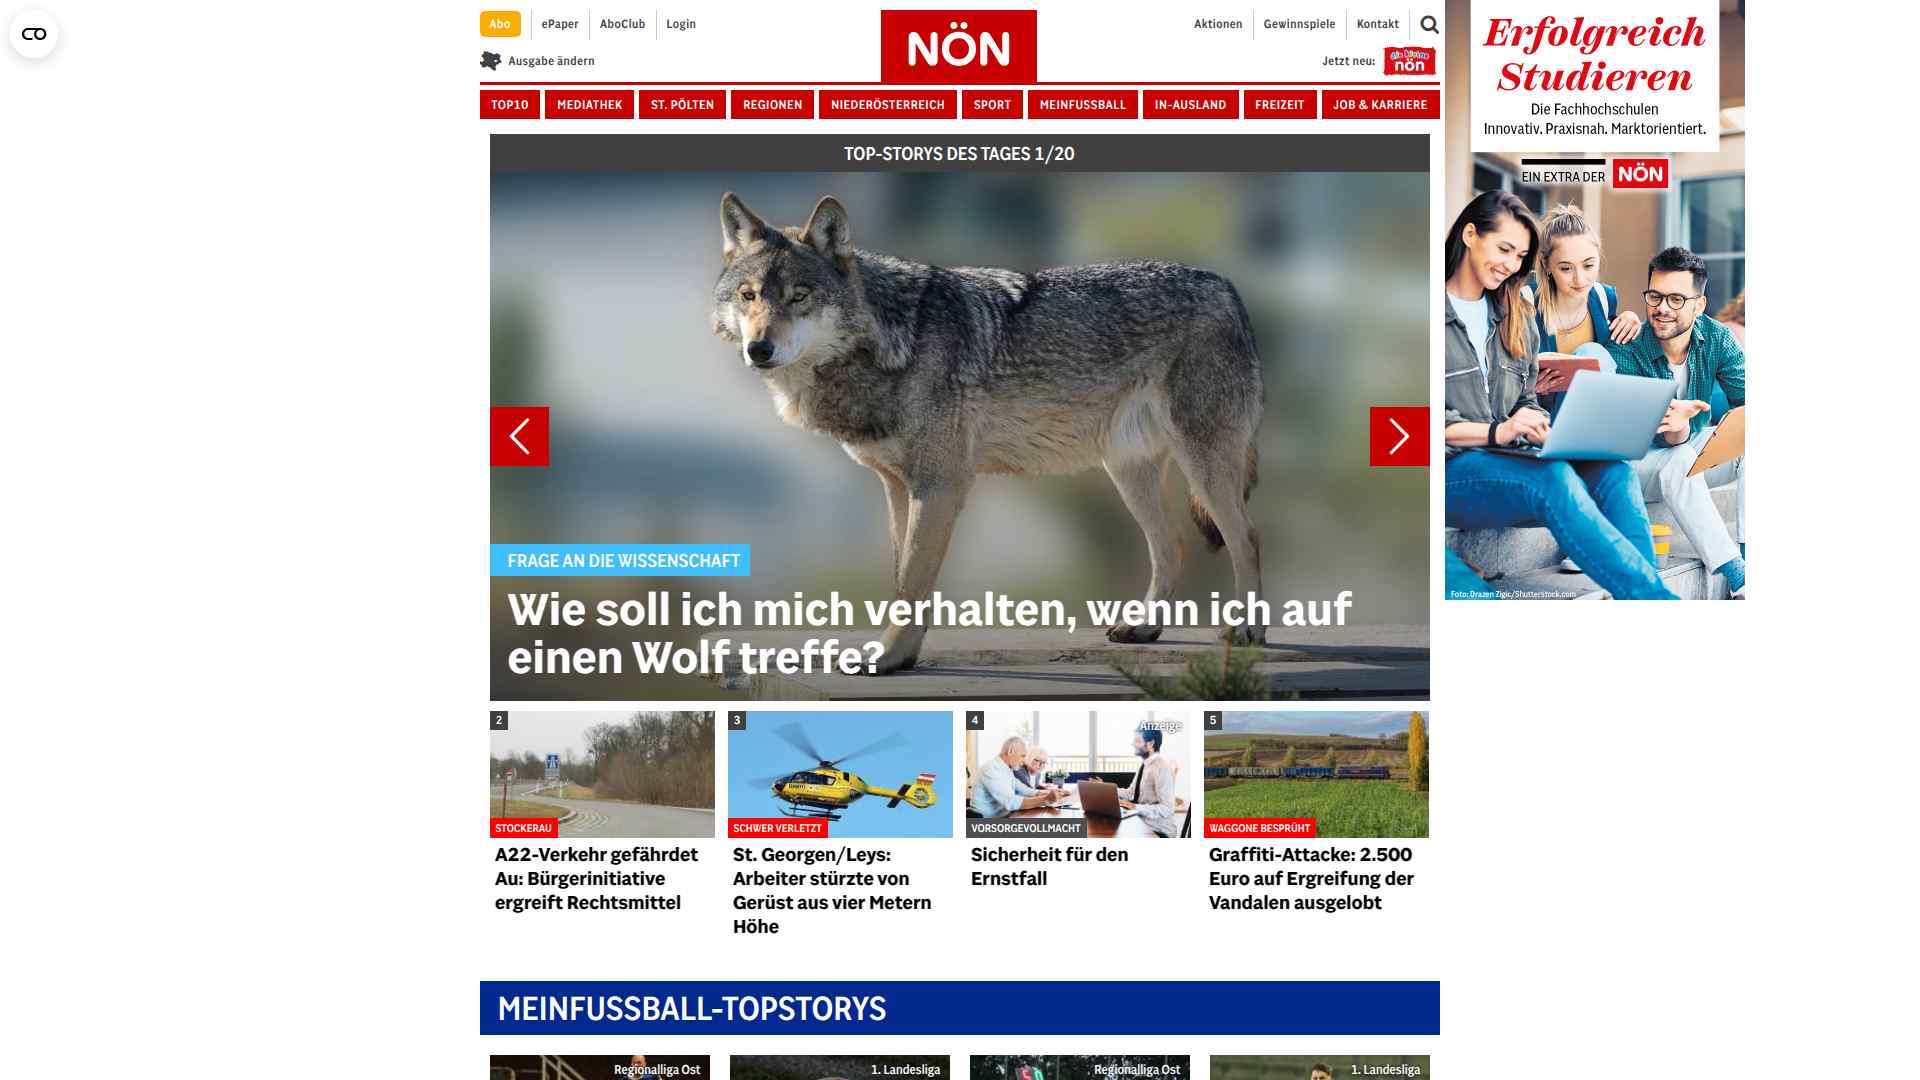 Abo
ePaper
AboClub
Login
NÖN
Aktionen
Gewinnspiele
Kontakt
Ausgabe ändern
Jetzt neu:
die kleine
nön
TOP10
MEDIATHEK
ST. PÖLTEN
REGIONEN
NIEDERÖSTERREICH
SPORT
MEINFUSSBALL
IN-AUSLAND
FREIZEIT
JOB & KARRIERE
TOP-STORYS DES TAGES 1/20
FRAGE AN DIE WISSENSCHAFT
Wie soll ich mich verhalten, wenn ich auf
einen Wolf treffe?
2
STOCKERAU
A22-Verkehr gefährdet
Au: Bürgerinitiative
ergreift Rechtsmittel
3
SCHWER VERLETZT
St. Georgen/Leys:
Arbeiter stürzte von
Gerüst aus vier Metern
Höhe
4
Anzeige
VORSORGEVOLLMACHT
Sicherheit für den
Ernstfall
5
WAGGONE BESPRÜHT
Graffiti-Attacke: 2.500
Euro auf Ergreifung der
Vandalen ausgelobt
MEINFUSSBALL-TOPSTORYS
Regionalliga Ost
1. Landesliga
Regionalliga Ost
1. Landesliga
Erfolgreich
Studieren
Die Fachhochschulen
Innovativ. Praxisnah. Marktorientiert.
EIN EXTRA DER
NÖN
Foto: Drazen Zigic/Shutterstock.com